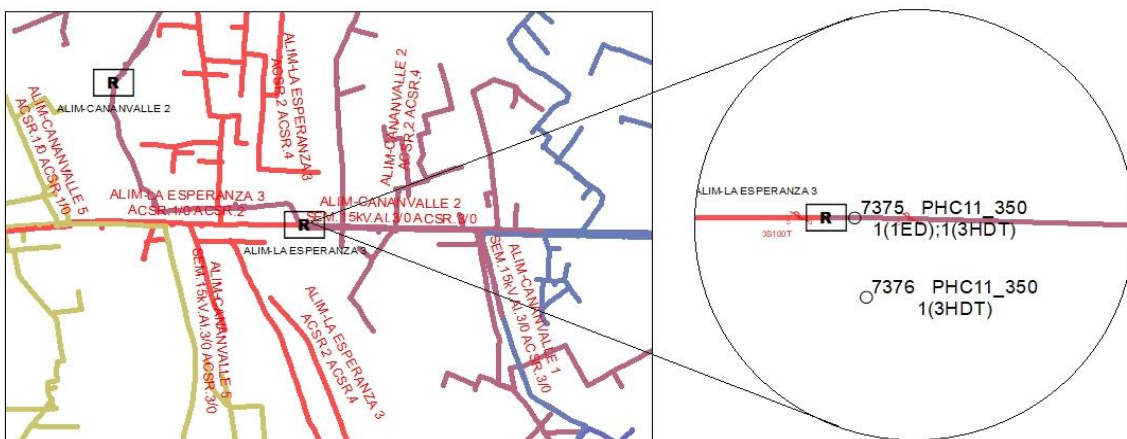 R
ALIM-CANANVALLE 2
ALIM-CANANVALLE 5
ACSR.1/0 ACSR.1/0
ALIM-LA ESPERANZA 3
ACSR.2 ACSR.4
ALIM-CANANVALLE 2
ACSR.2 ACSR.4
ALIM-LA ESPERANZA 3
ACSR.1/0 ACSR.2
ALIM-CANANVALLE 2
SEM.15kV.Al.3/0 ACSR.3/0
R
ALIM-LA ESPERANZA 3
ALIM-CANANVALLE 5
SEM.15kV.Al.3/0 ACSR.3/0
ALIM-LA ESPERANZA 3
ACSR.2 ACSR.4
ALIM-CANANVALLE 1
SEM.15kV.Al.3/0 ACSR.3/0
ALIM-LA ESPERANZA 3
R
3S100T
7375 PHC11_350
1(1ED);1(3HDT)
7376 PHC11_350
1(3HDT)